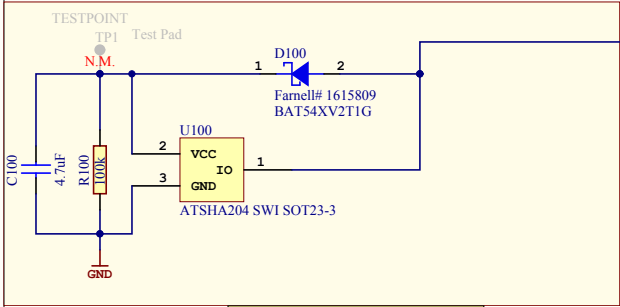 TESTPOINT
TP1 Test Pad
N.M.
D100
1 2
Farnell# 1615809
BAT54XV2T1G
U100
2 VCC
IO 1
3 GND
ATSHA204 SWI SOT23-3
C100
4.7uF
R100
100k
GND